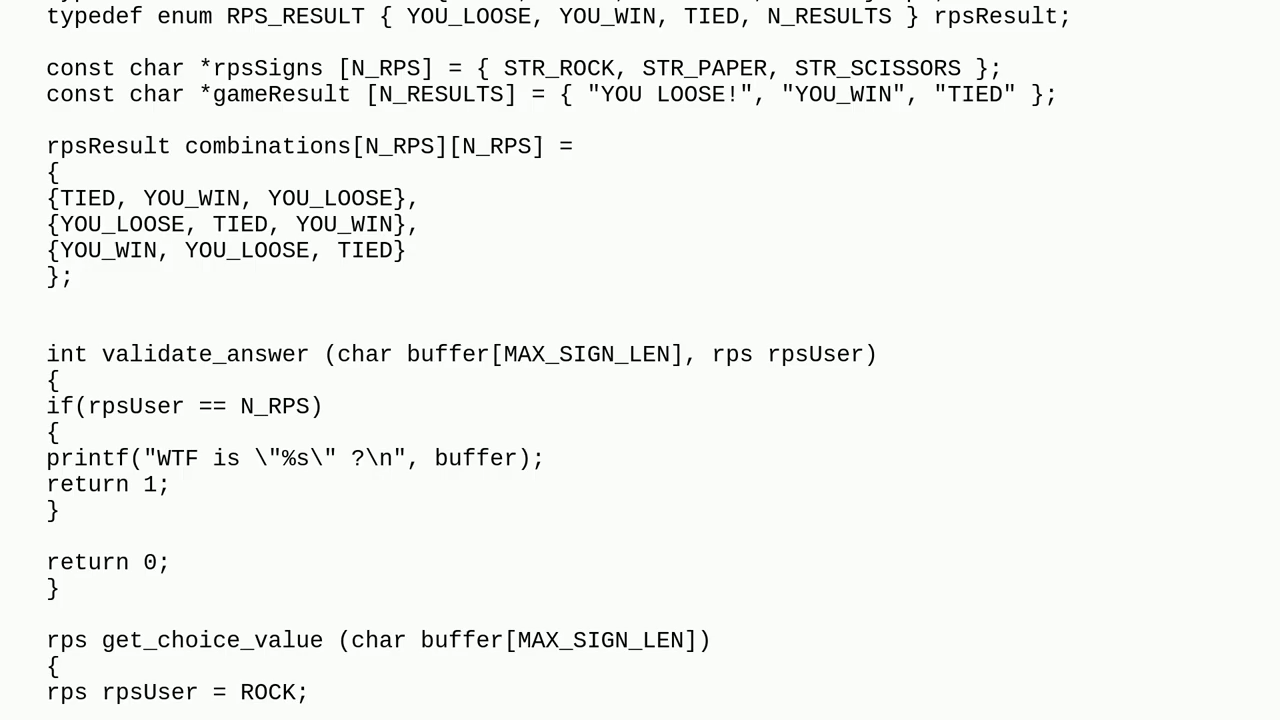 typedef enum RPS_RESULT { YOU_LOOSE, YOU_WIN, TIED, N_RESULTS } rpsResult;
const char *rpsSigns [N_RPS] = { STR_ROCK, STR_PAPER, STR_SCISSORS };
const char *gameResult [N_RESULTS] = { "YOU LOOSE!", "YOU_WIN", "TIED" };
rpsResult combinations[N_RPS][N_RPS] =
{
{TIED, YOU_WIN, YOU_LOOSE},
{YOU_LOOSE, TIED, YOU_WIN},
{YOU_WIN, YOU_LOOSE, TIED}
};
int validate_answer (char buffer[MAX_SIGN_LEN], rps rpsUser)
{
if(rpsUser == N_RPS)
{
printf("WTF is \"%s\" ?\n", buffer);
return 1;
}
return 0;
}
rps get_choice_value (char buffer[MAX_SIGN_LEN])
{
rps rpsUser = ROCK;